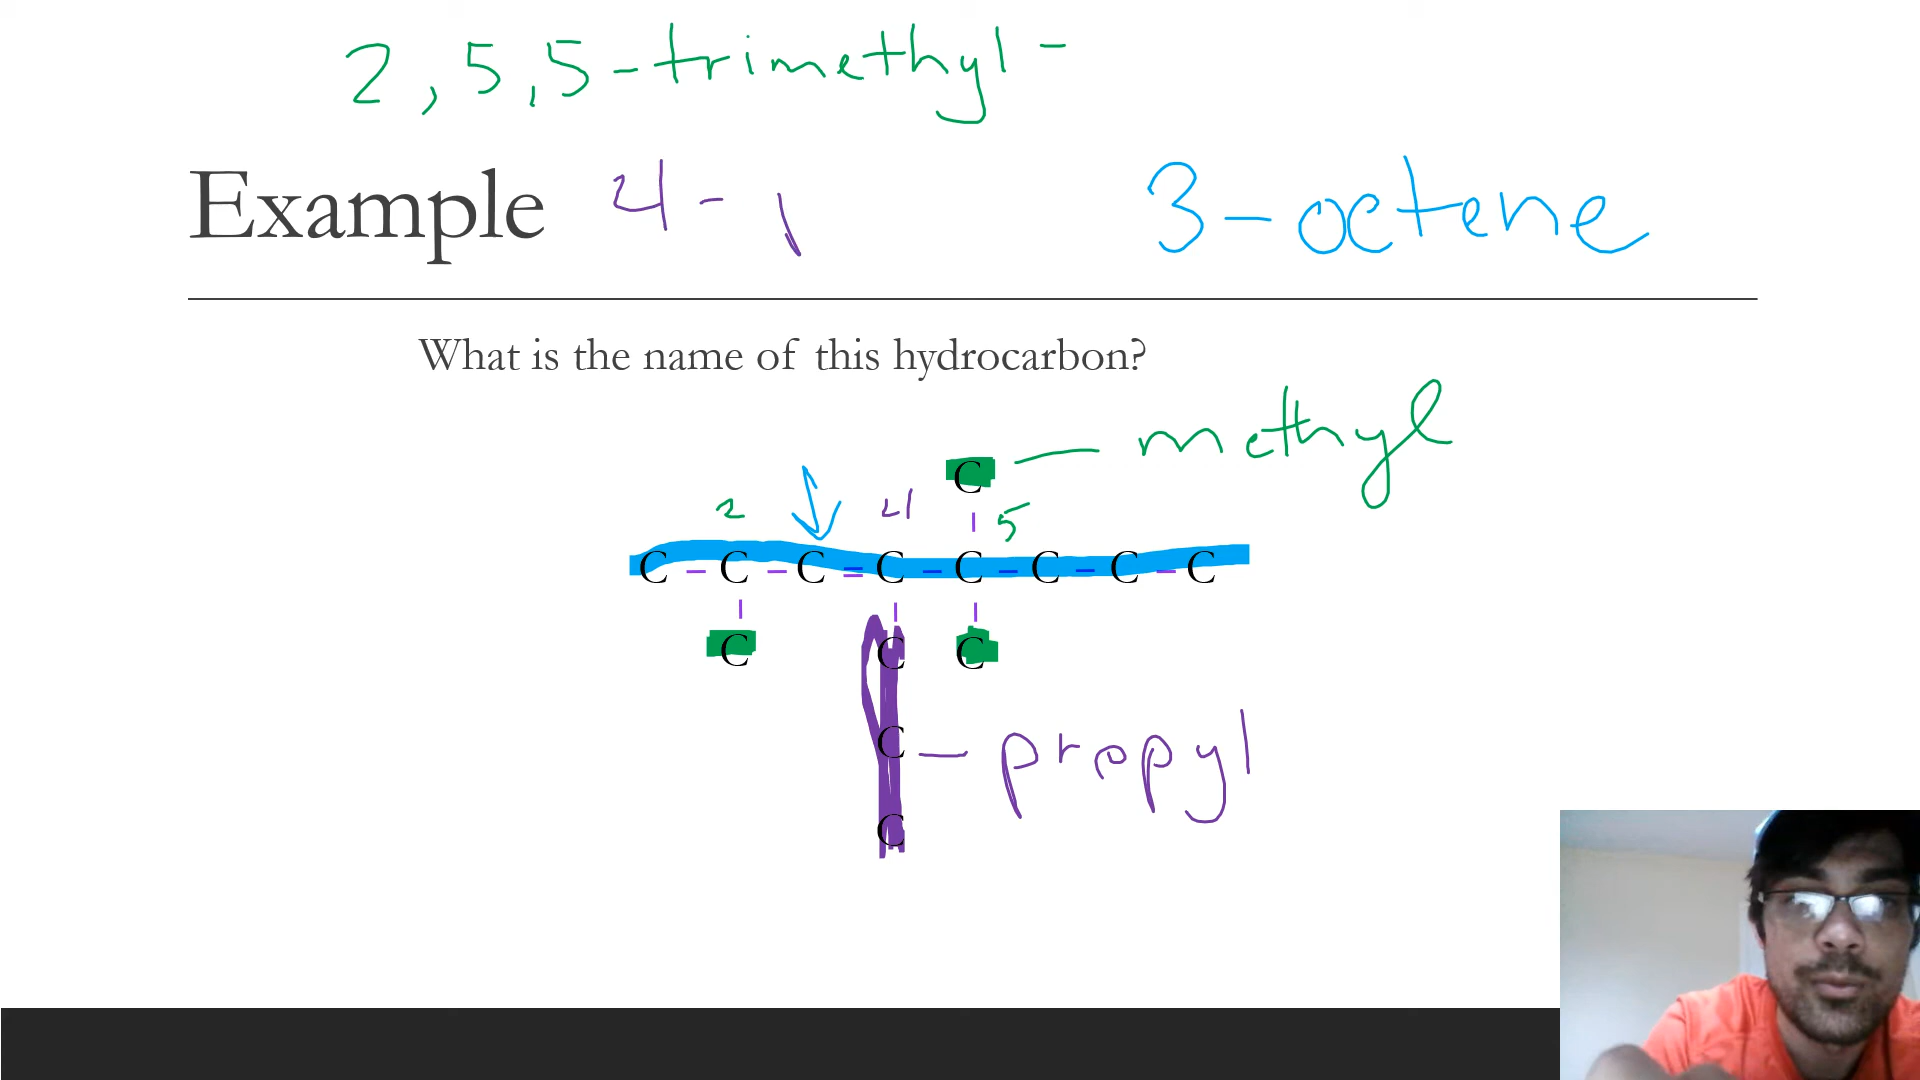 2,5,5-trimethyl-
Example 4- 3-octene
What is the name of this hydrocarbon?
methyl
C
2 4 5
C - C - C = C - C - C - C - C
C C C
C - propyl
C